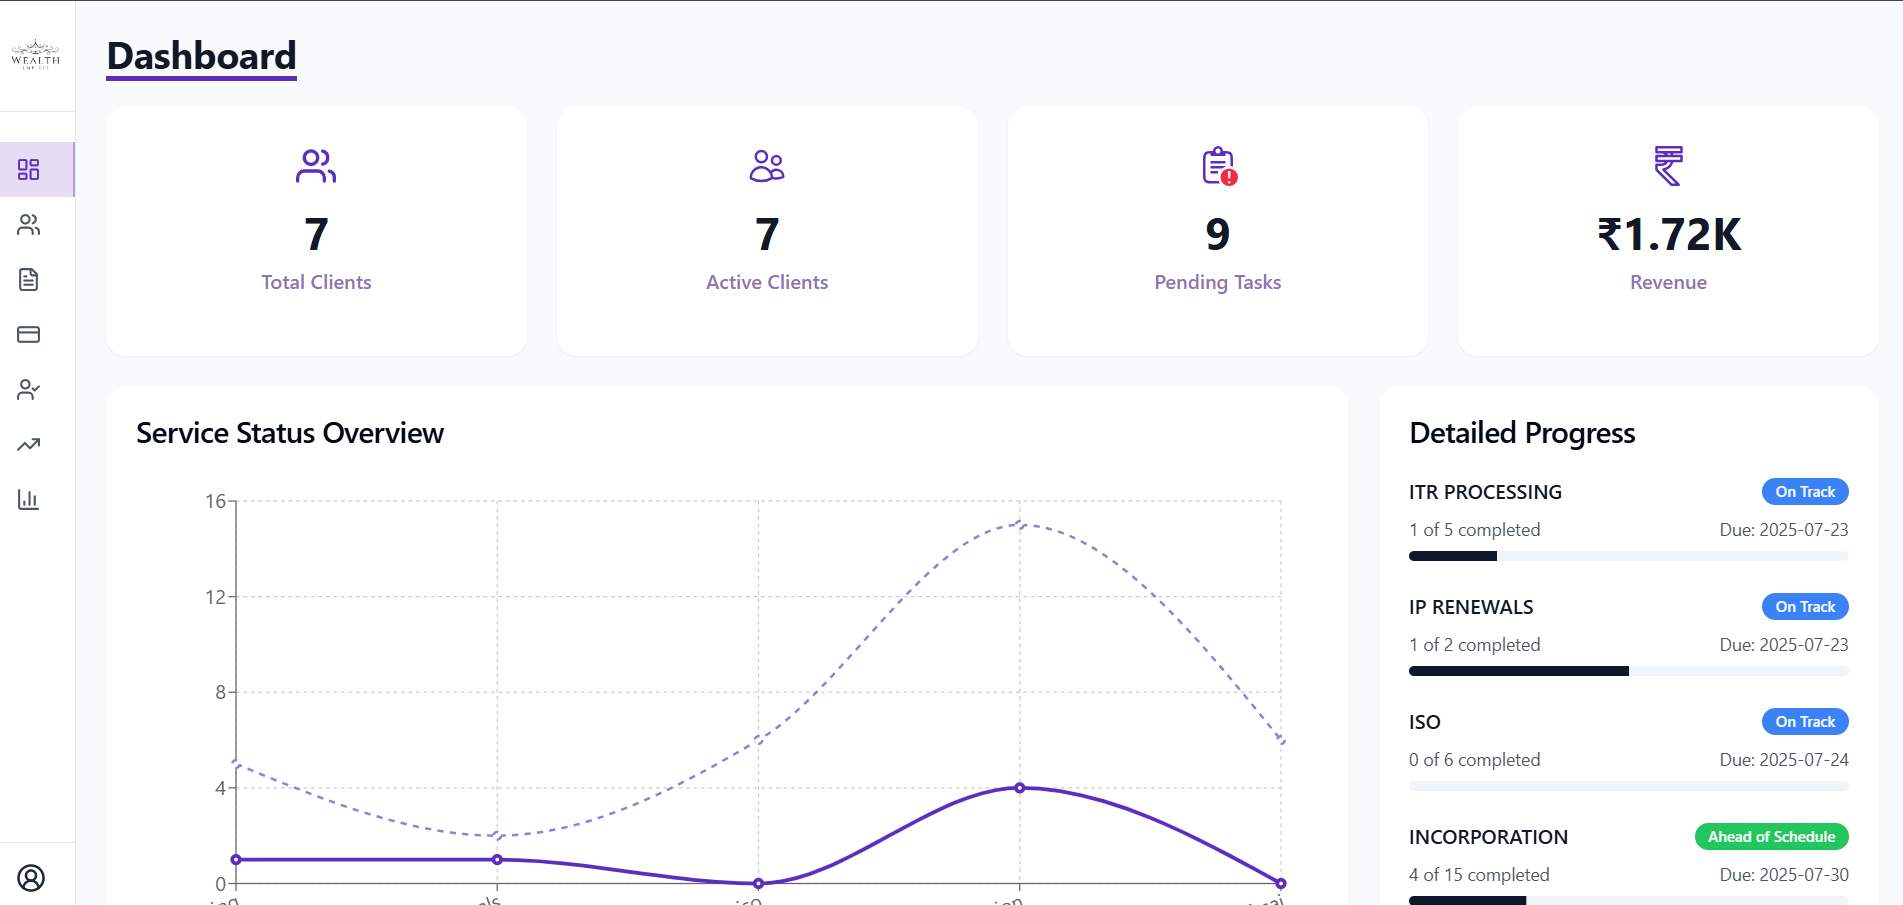 WEALTH
Dashboard
7
Total Clients
7
Active Clients
9
Pending Tasks
₹1.72K
Revenue
Service Status Overview
16
12
8
4
0
Detailed Progress
ITR PROCESSING
On Track
1 of 5 completed
Due: 2025-07-23
IP RENEWALS
On Track
1 of 2 completed
Due: 2025-07-23
ISO
On Track
0 of 6 completed
Due: 2025-07-24
INCORPORATION
Ahead of Schedule
4 of 15 completed
Due: 2025-07-30